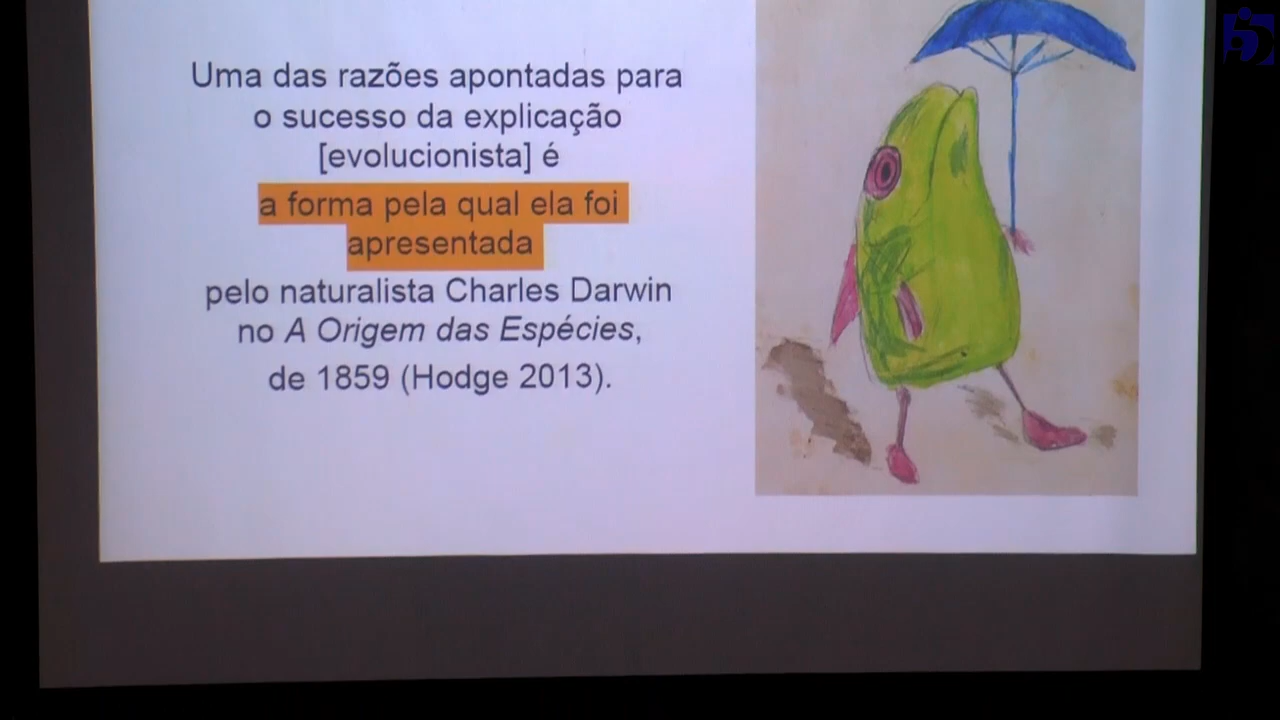 Uma das razões apontadas para
o sucesso da explicação
[evolucionista] é
a forma pela qual ela foi
apresentada
pelo naturalista Charles Darwin
no A Origem das Espécies,
de 1859 (Hodge 2013).